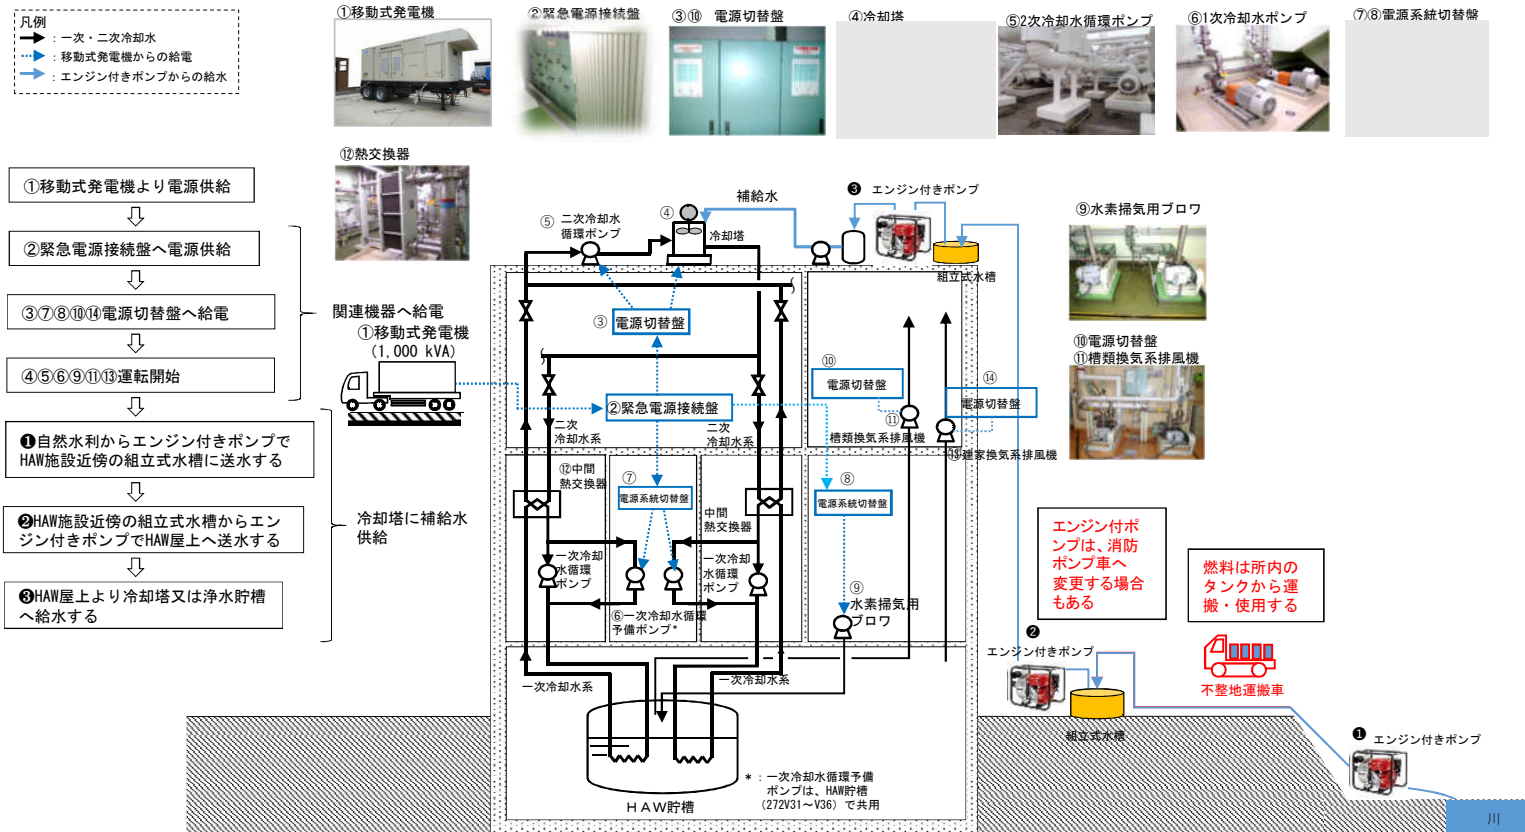 凡例
：一次・二次冷却水
：移動式発電機からの給電
：エンジン付きポンプからの給水
①移動式発電機
②緊急電源接続盤
③⑩ 電源切替盤
④冷却塔
⑤2次冷却水循環ポンプ
⑥1次冷却水ポンプ
⑦⑧電源系統切替盤
⑫熱交換器
①移動式発電機より電源供給
②緊急電源接続盤へ電源供給
③⑦⑧⑩⑭電源切替盤へ給電
④⑤⑥⑨⑪⑬運転開始
❶自然水利からエンジン付きポンプで
HAW施設近傍の組立式水槽に送水する
❷HAW施設近傍の組立式水槽からエン
ジン付きポンプでHAW屋上へ送水する
❸HAW屋上より冷却塔又は浄水貯槽
へ給水する
関連機器へ給電
①移動式発電機
(1,000 kVA)
冷却塔に補給水
供給
⑤
二次冷却水
循環ポンプ
④
冷却塔
補給水
❸ エンジン付きポンプ
組立式水槽
③ 電源切替盤
②緊急電源接続盤
二次
冷却水系
二次
冷却水系
⑩
電源切替盤
⑪
槽類換気系排風機
⑭
電源切替盤
⑬建家換気系排風機
⑫中間
熱交換器
⑦
電源系統切替盤
中間
熱交換器
⑧
電源系統切替盤
一次冷却
水循環
ポンプ
一次冷却
水循環
ポンプ
⑥一次冷却水循環
予備ポンプ*
⑨
水素掃気用
ブロワ
一次冷却水系
一次冷却水系
ＨＡＷ貯槽
*：一次冷却水循環予備
ポンプは、HAW貯槽
(272V31～V36)で共用
⑨水素掃気用ブロワ
⑩電源切替盤
⑪槽類換気系排風機
エンジン付ポ
ンプは、消防
ポンプ車へ
変更する場合
もある
燃料は所内の
タンクから運
搬・使用する
不整地運搬車
❷
エンジン付きポンプ
組立式水槽
❶ エンジン付きポンプ
川